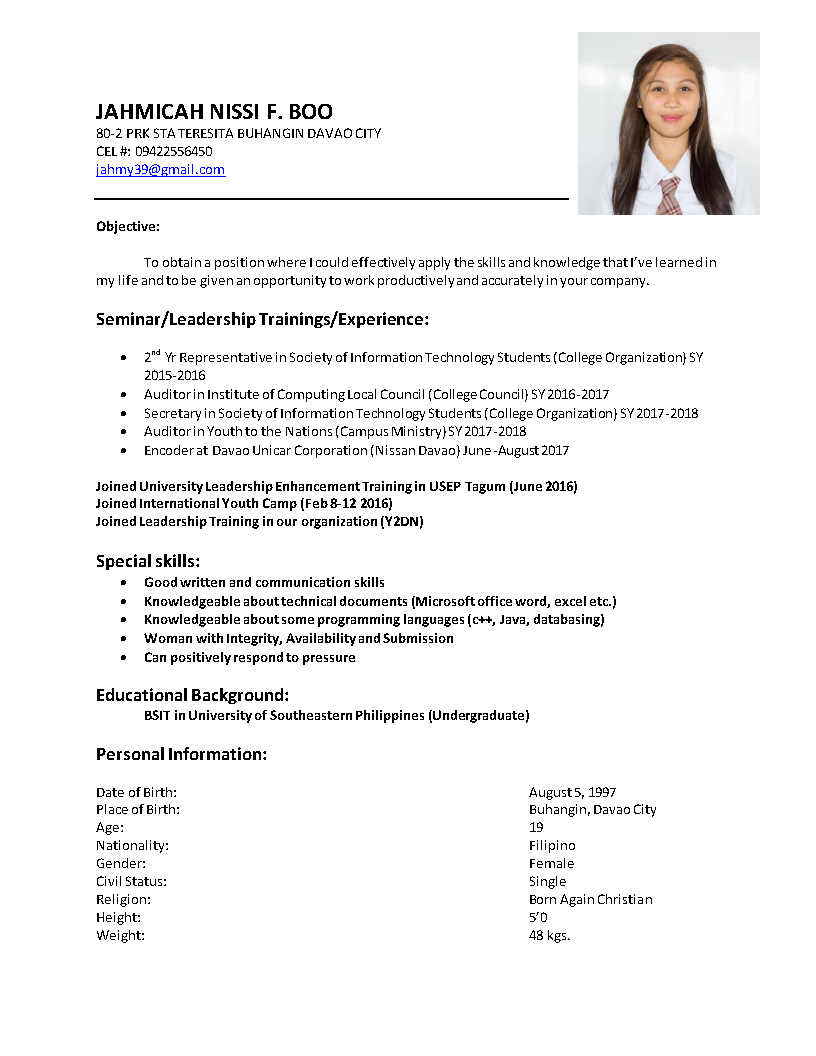 JAHMICAH NISSI F. BOO
80-2 PRK STA TERESITA BUHANGIN DAVAO CITY
CEL #: 09422556450
jahmy39@gmail.com
Objective:
To obtain a position where I could effectively apply the skills and knowledge that I've learned in
my life and to be given an opportunity to work productively and accurately in your company.
Seminar/Leadership Trainings/Experience:
• 2nd Yr Representative in Society of Information Technology Students (College Organization) SY
2015-2016
• Auditor in Institute of Computing Local Council (College Council) SY 2016-2017
• Secretary in Society of Information Technology Students (College Organization) SY 2017-2018
• Auditor in Youth to the Nations (Campus Ministry) SY 2017-2018
• Encoder at Davao Unicar Corporation (Nissan Davao) June -August 2017
Joined University Leadership Enhancement Training in USEP Tagum (June 2016)
Joined International Youth Camp (Feb 8-12 2016)
Joined Leadership Training in our organization (Y2DN)
Special skills:
• Good written and communication skills
• Knowledgeable about technical documents (Microsoft office word, excel etc.)
• Knowledgeable about some programming languages (c++, Java, databasing)
• Woman with Integrity, Availability and Submission
• Can positively respond to pressure
Educational Background:
BSIT in University of Southeastern Philippines (Undergraduate)
Personal Information:
Date of Birth: August 5, 1997
Place of Birth: Buhangin, Davao City
Age: 19
Nationality: Filipino
Gender: Female
Civil Status: Single
Religion: Born Again Christian
Height: 5'0
Weight: 48 kgs.